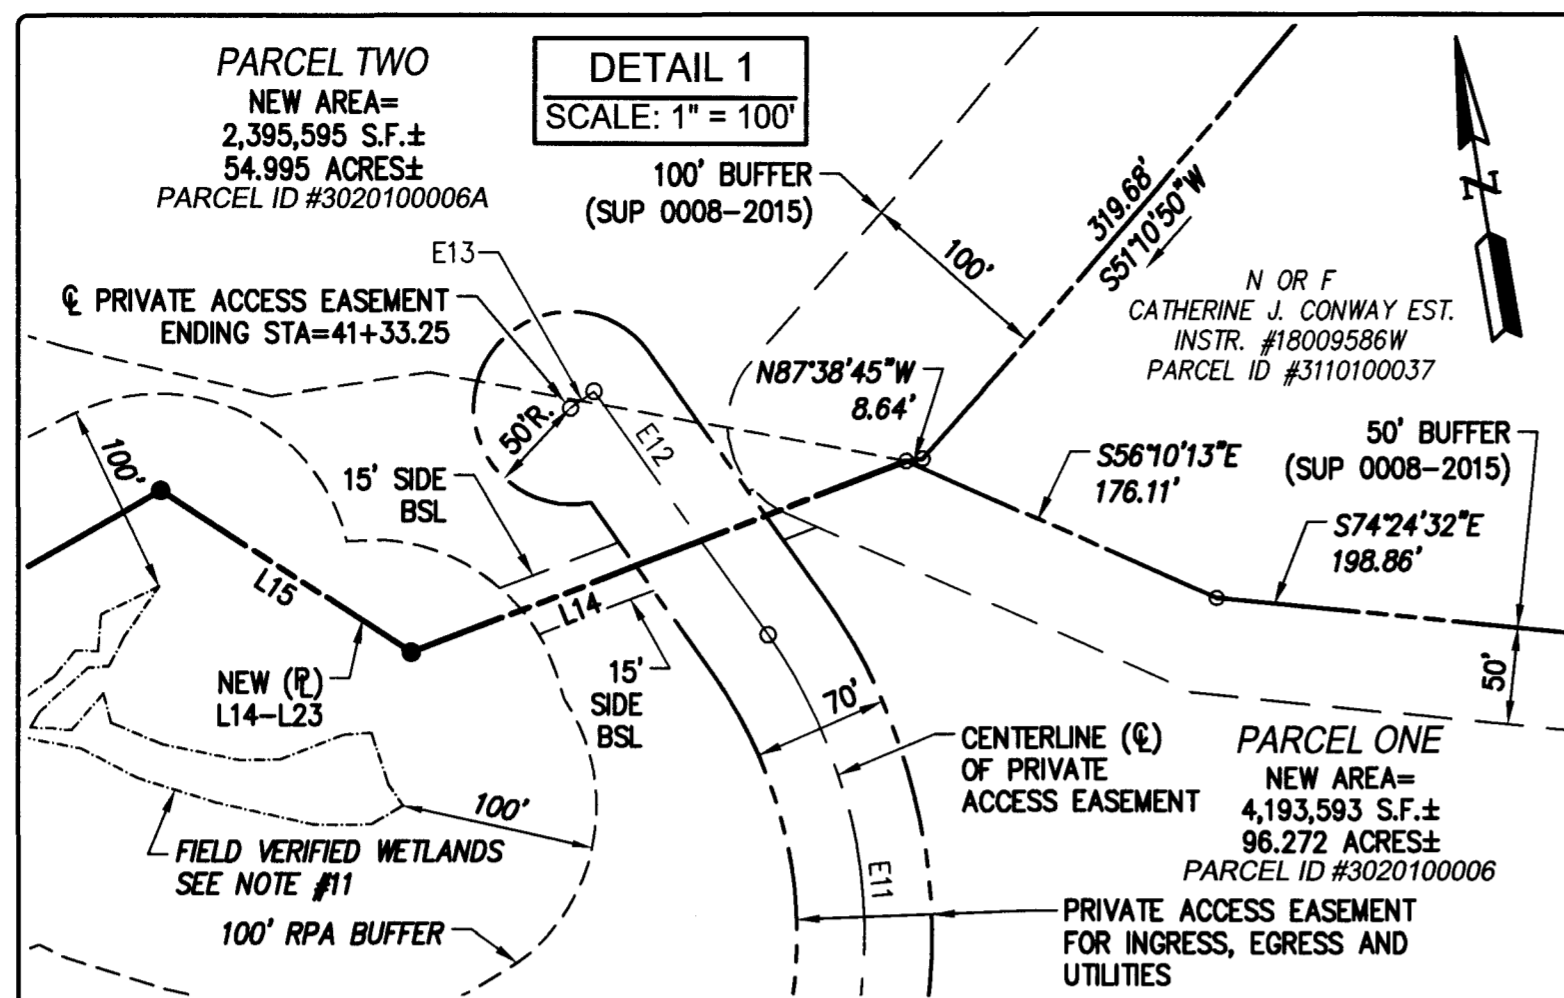 PARCEL TWO
NEW AREA=
2,395,595 S.F.±
54.995 ACRES±
PARCEL ID #3020100006A
DETAIL 1
SCALE: 1" = 100'
100' BUFFER
(SUP 0008-2015)
100'
319.68'
S51°10'50"W
N
N OR F
CATHERINE J. CONWAY EST.
INSTR. #18009586W
PARCEL ID #3110100037
E13
℄ PRIVATE ACCESS EASEMENT
ENDING STA=41+33.25
N87°38'45"W
8.64'
50'R.
E12
S56°10'13"E
176.11'
50' BUFFER
(SUP 0008-2015)
S74°24'32"E
198.86'
100'
15' SIDE
BSL
L15
L14
NEW (PL)
L14-L23
15'
SIDE
BSL
70'
50'
CENTERLINE (℄)
OF PRIVATE
ACCESS EASEMENT
PARCEL ONE
NEW AREA=
4,193,593 S.F.±
96.272 ACRES±
PARCEL ID #3020100006
100'
FIELD VERIFIED WETLANDS
SEE NOTE #11
E11
100' RPA BUFFER
PRIVATE ACCESS EASEMENT
FOR INGRESS, EGRESS AND
UTILITIES